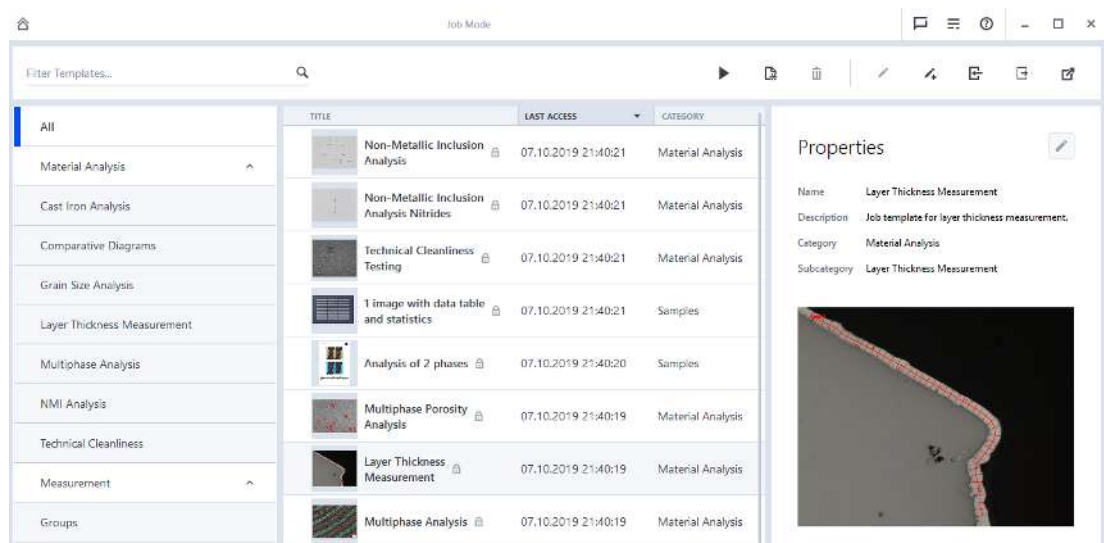 Job Mode
Filter Templates...
All
Material Analysis
Cast Iron Analysis
Comparative Diagrams
Grain Size Analysis
Layer Thickness Measurement
Multiphase Analysis
NMI Analysis
Technical Cleanliness
Measurement
Groups
TITLE LAST ACCESS CATEGORY
Non-Metallic Inclusion
Analysis
07.10.2019 21:40:21 Material Analysis
Non-Metallic Inclusion
Analysis Nitrides
07.10.2019 21:40:21 Material Analysis
Technical Cleanliness
Testing
07.10.2019 21:40:21 Material Analysis
1 image with data table
and statistics
07.10.2019 21:40:21 Samples
Analysis of 2 phases 07.10.2019 21:40:20 Samples
Multiphase Porosity
Analysis
07.10.2019 21:40:19 Material Analysis
Layer Thickness
Measurement
07.10.2019 21:40:19 Material Analysis
Multiphase Analysis 07.10.2019 21:40:19 Material Analysis
Properties
Name Layer Thickness Measurement
Description Job template for layer thickness measurement.
Category Material Analysis
Subcategory Layer Thickness Measurement